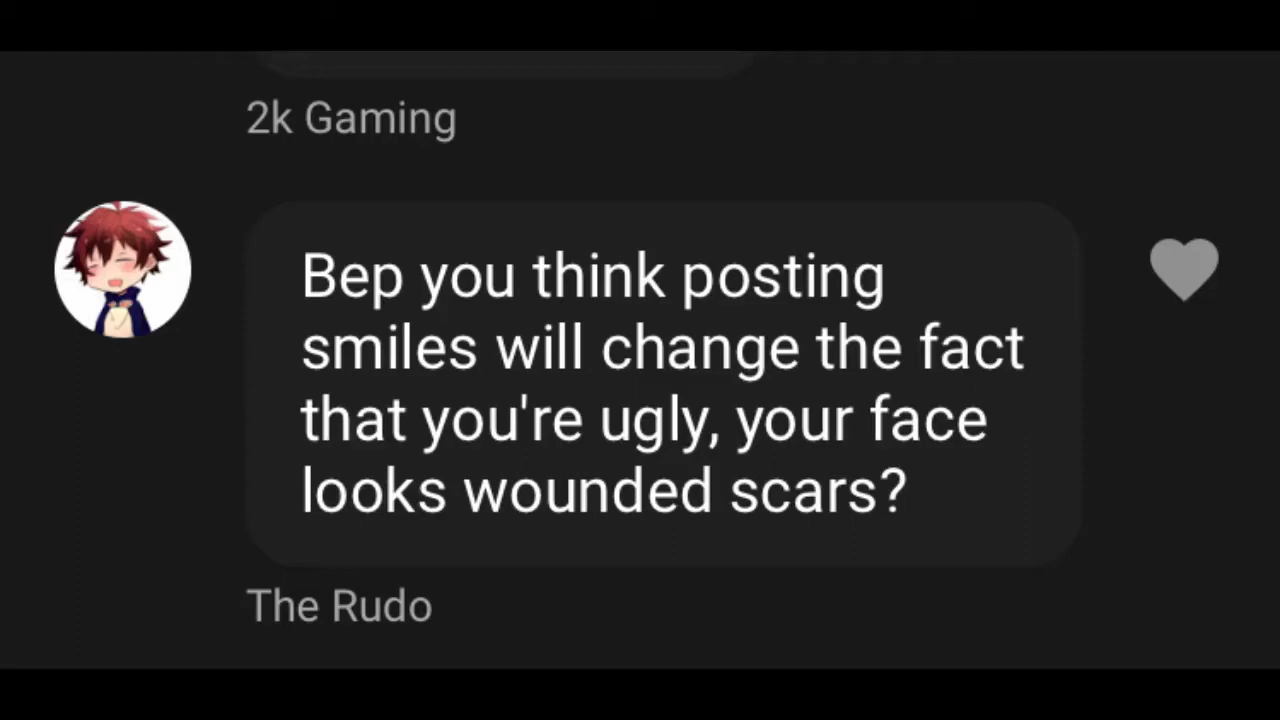 2k Gaming
Bep you think posting
smiles will change the fact
that you're ugly, your face
looks wounded scars?
The Rudo